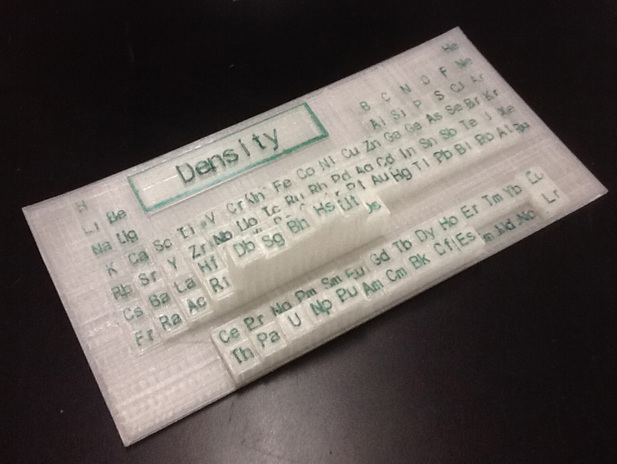 Density
H He
Li Be B C N O F Ne
Na Mg Al Si P S Cl Ar
K Ca Sc Ti V Cr Mn Fe Co Ni Cu Zn Ga Ge As Se Br Kr
Rb Sr Y Zr Nb Mo Tc Ru Rh Pd Ag Cd In Sn Sb Te I Xe
Cs Ba La Hf Pt Au Hg Tl Pb Bi Po At Rn
Fr Ra Ac Rf Db Sg Bh Hs Mt
Ce Pr Nd Pm Sm Eu Gd Tb Dy Ho Er Tm Yb Lu
Th Pa U Np Pu Am Cm Bk Cf Es Fm Md No Lr